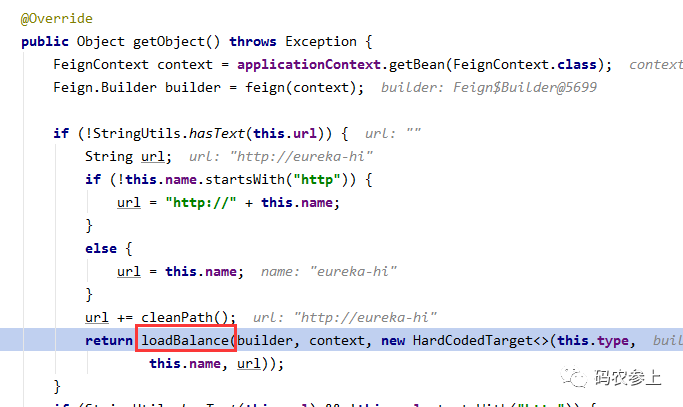 @Override
public Object getObject() throws Exception {
    FeignContext context = applicationContext.getBean(FeignContext.class);  context
    Feign.Builder builder = feign(context);  builder: Feign$Builder@5699
    if (!StringUtils.hasText(this.url)) {  url: ""
        String url;  url: "http://eureka-hi"
        if (!this.name.startsWith("http")) {
            url = "http://" + this.name;
        }
        else {
            url = this.name;  name: "eureka-hi"
        }
        url += cleanPath();  url: "http://eureka-hi"
        return loadBalance(builder, context, new HardCodedTarget<>(this.type,  bui
                this.name, url));
    }
码农参上